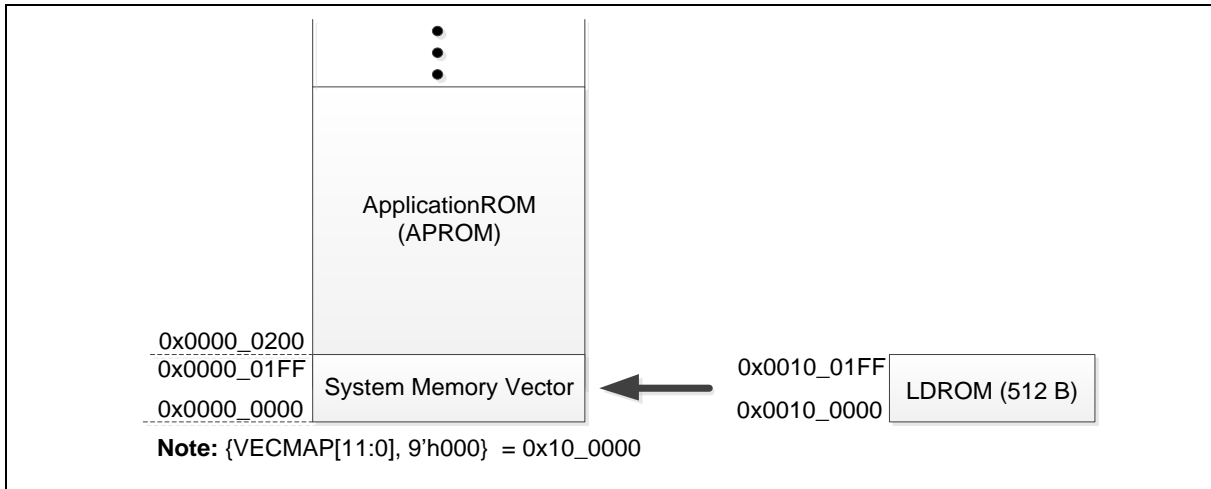 ApplicationROM
(APROM)
0x0000_0200
0x0000_01FF
System Memory Vector
0x0000_0000
0x0010_01FF
LDROM (512 B)
0x0010_0000
Note: {VECMAP[11:0], 9’h000} = 0x10_0000